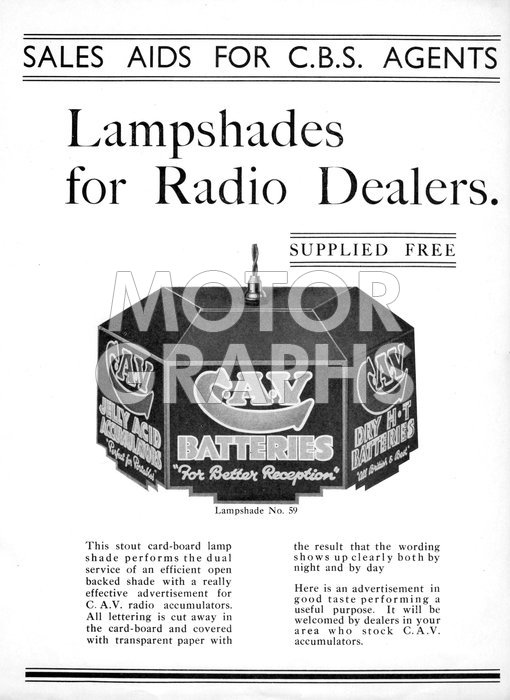 SALES AIDS FOR C.B.S. AGENTS
Lampshades
for Radio Dealers.
SUPPLIED FREE
MOTOR
GRAPHS
C.A.V
JELLY ACID
ACCUMULATORS
"Perfect for Portables"
C.A.V
BATTERIES
"For Better Reception"
C.A.V
DRY H·T
BATTERIES
"All British & Best"
Lampshade No. 59
This stout card-board lamp
shade performs the dual
service of an efficient open
backed shade with a really
effective advertisement for
C.A.V. radio accumulators.
All lettering is cut away in
the card-board and covered
with transparent paper with
the result that the wording
shows up clearly both by
night and by day
Here is an advertisement in
good taste performing a
useful purpose. It will be
welcomed by dealers in your
area who stock C.A.V.
accumulators.